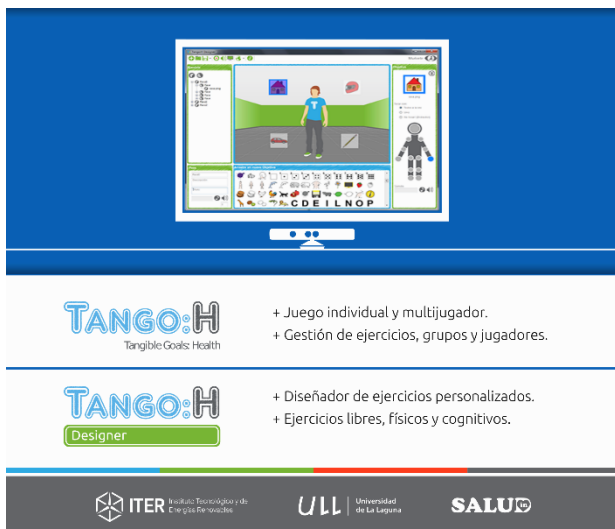 C D E I L N O P
TANGO:H
Tangible Goals: Health
+ Juego individual y multijugador.
+ Gestión de ejercicios, grupos y jugadores.
TANGO:H
Designer
+ Diseñador de ejercicios personalizados.
+ Ejercicios libres, físicos y cognitivos.
ITER
Instituto Tecnológico y de
Energías Renovables
ULL
Universidad
de La Laguna
SALUD in